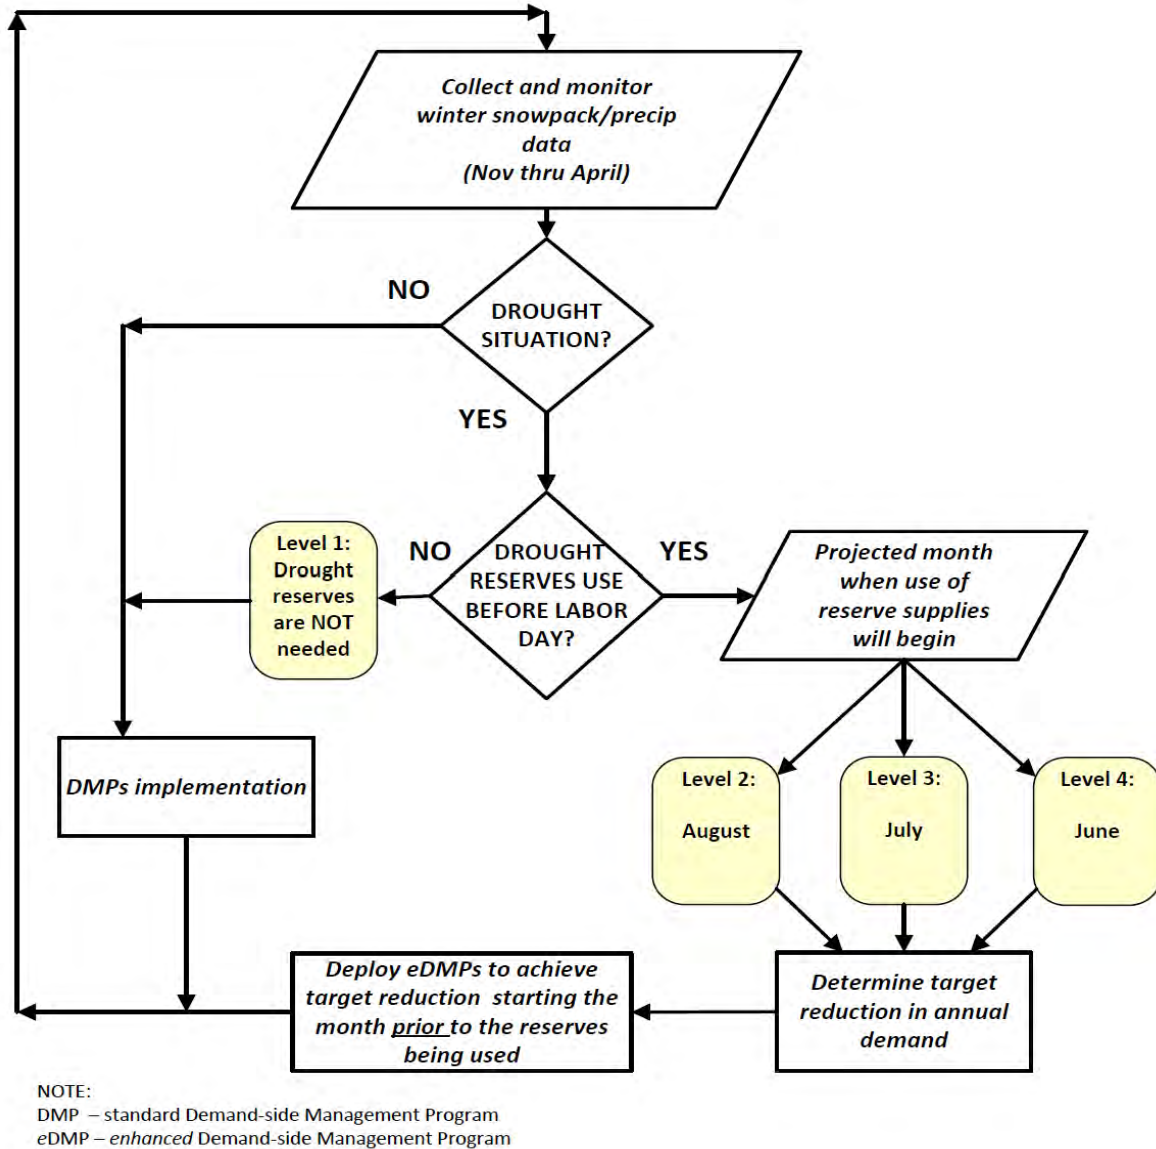 Collect and monitor
winter snowpack/precip
data
(Nov thru April)
NO
DROUGHT
SITUATION?
YES
Level 1:
Drought
reserves
are NOT
needed
NO
DROUGHT
RESERVES USE
BEFORE LABOR
DAY?
YES
Projected month
when use of
reserve supplies
will begin
DMPs implementation
Level 2:
August
Level 3:
July
Level 4:
June
Deploy eDMPs to achieve
target reduction starting the
month prior to the reserves
being used
Determine target
reduction in annual
demand
NOTE:
DMP – standard Demand-side Management Program
eDMP – enhanced Demand-side Management Program